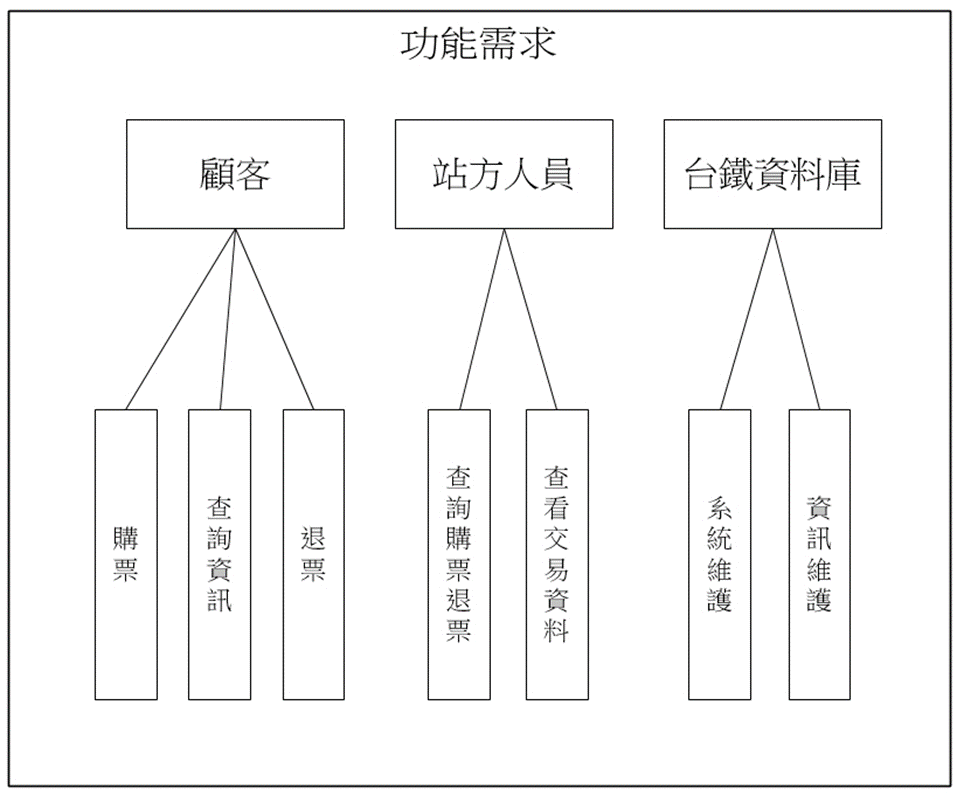 功能需求
顧客
站方人員
台鐵資料庫
購票
查詢資訊
退票
查詢購票退票
查看交易資料
系統維護
資訊維護